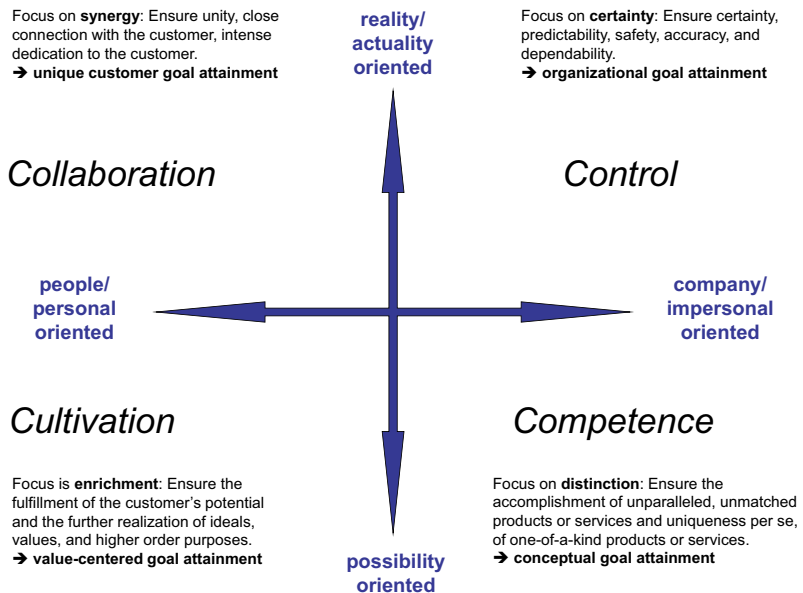 Focus on synergy: Ensure unity, close
connection with the customer, intense
dedication to the customer.
➔ unique customer goal attainment
reality/
actuality
oriented
Focus on certainty: Ensure certainty,
predictability, safety, accuracy, and
dependability.
➔ organizational goal attainment
Collaboration
Control
people/
personal
oriented
company/
impersonal
oriented
Cultivation
Competence
Focus is enrichment: Ensure the
fulfillment of the customer's potential
and the further realization of ideals,
values, and higher order purposes.
➔ value-centered goal attainment
possibility
oriented
Focus on distinction: Ensure the
accomplishment of unparalleled, unmatched
products or services and uniqueness per se,
of one-of-a-kind products or services.
➔ conceptual goal attainment